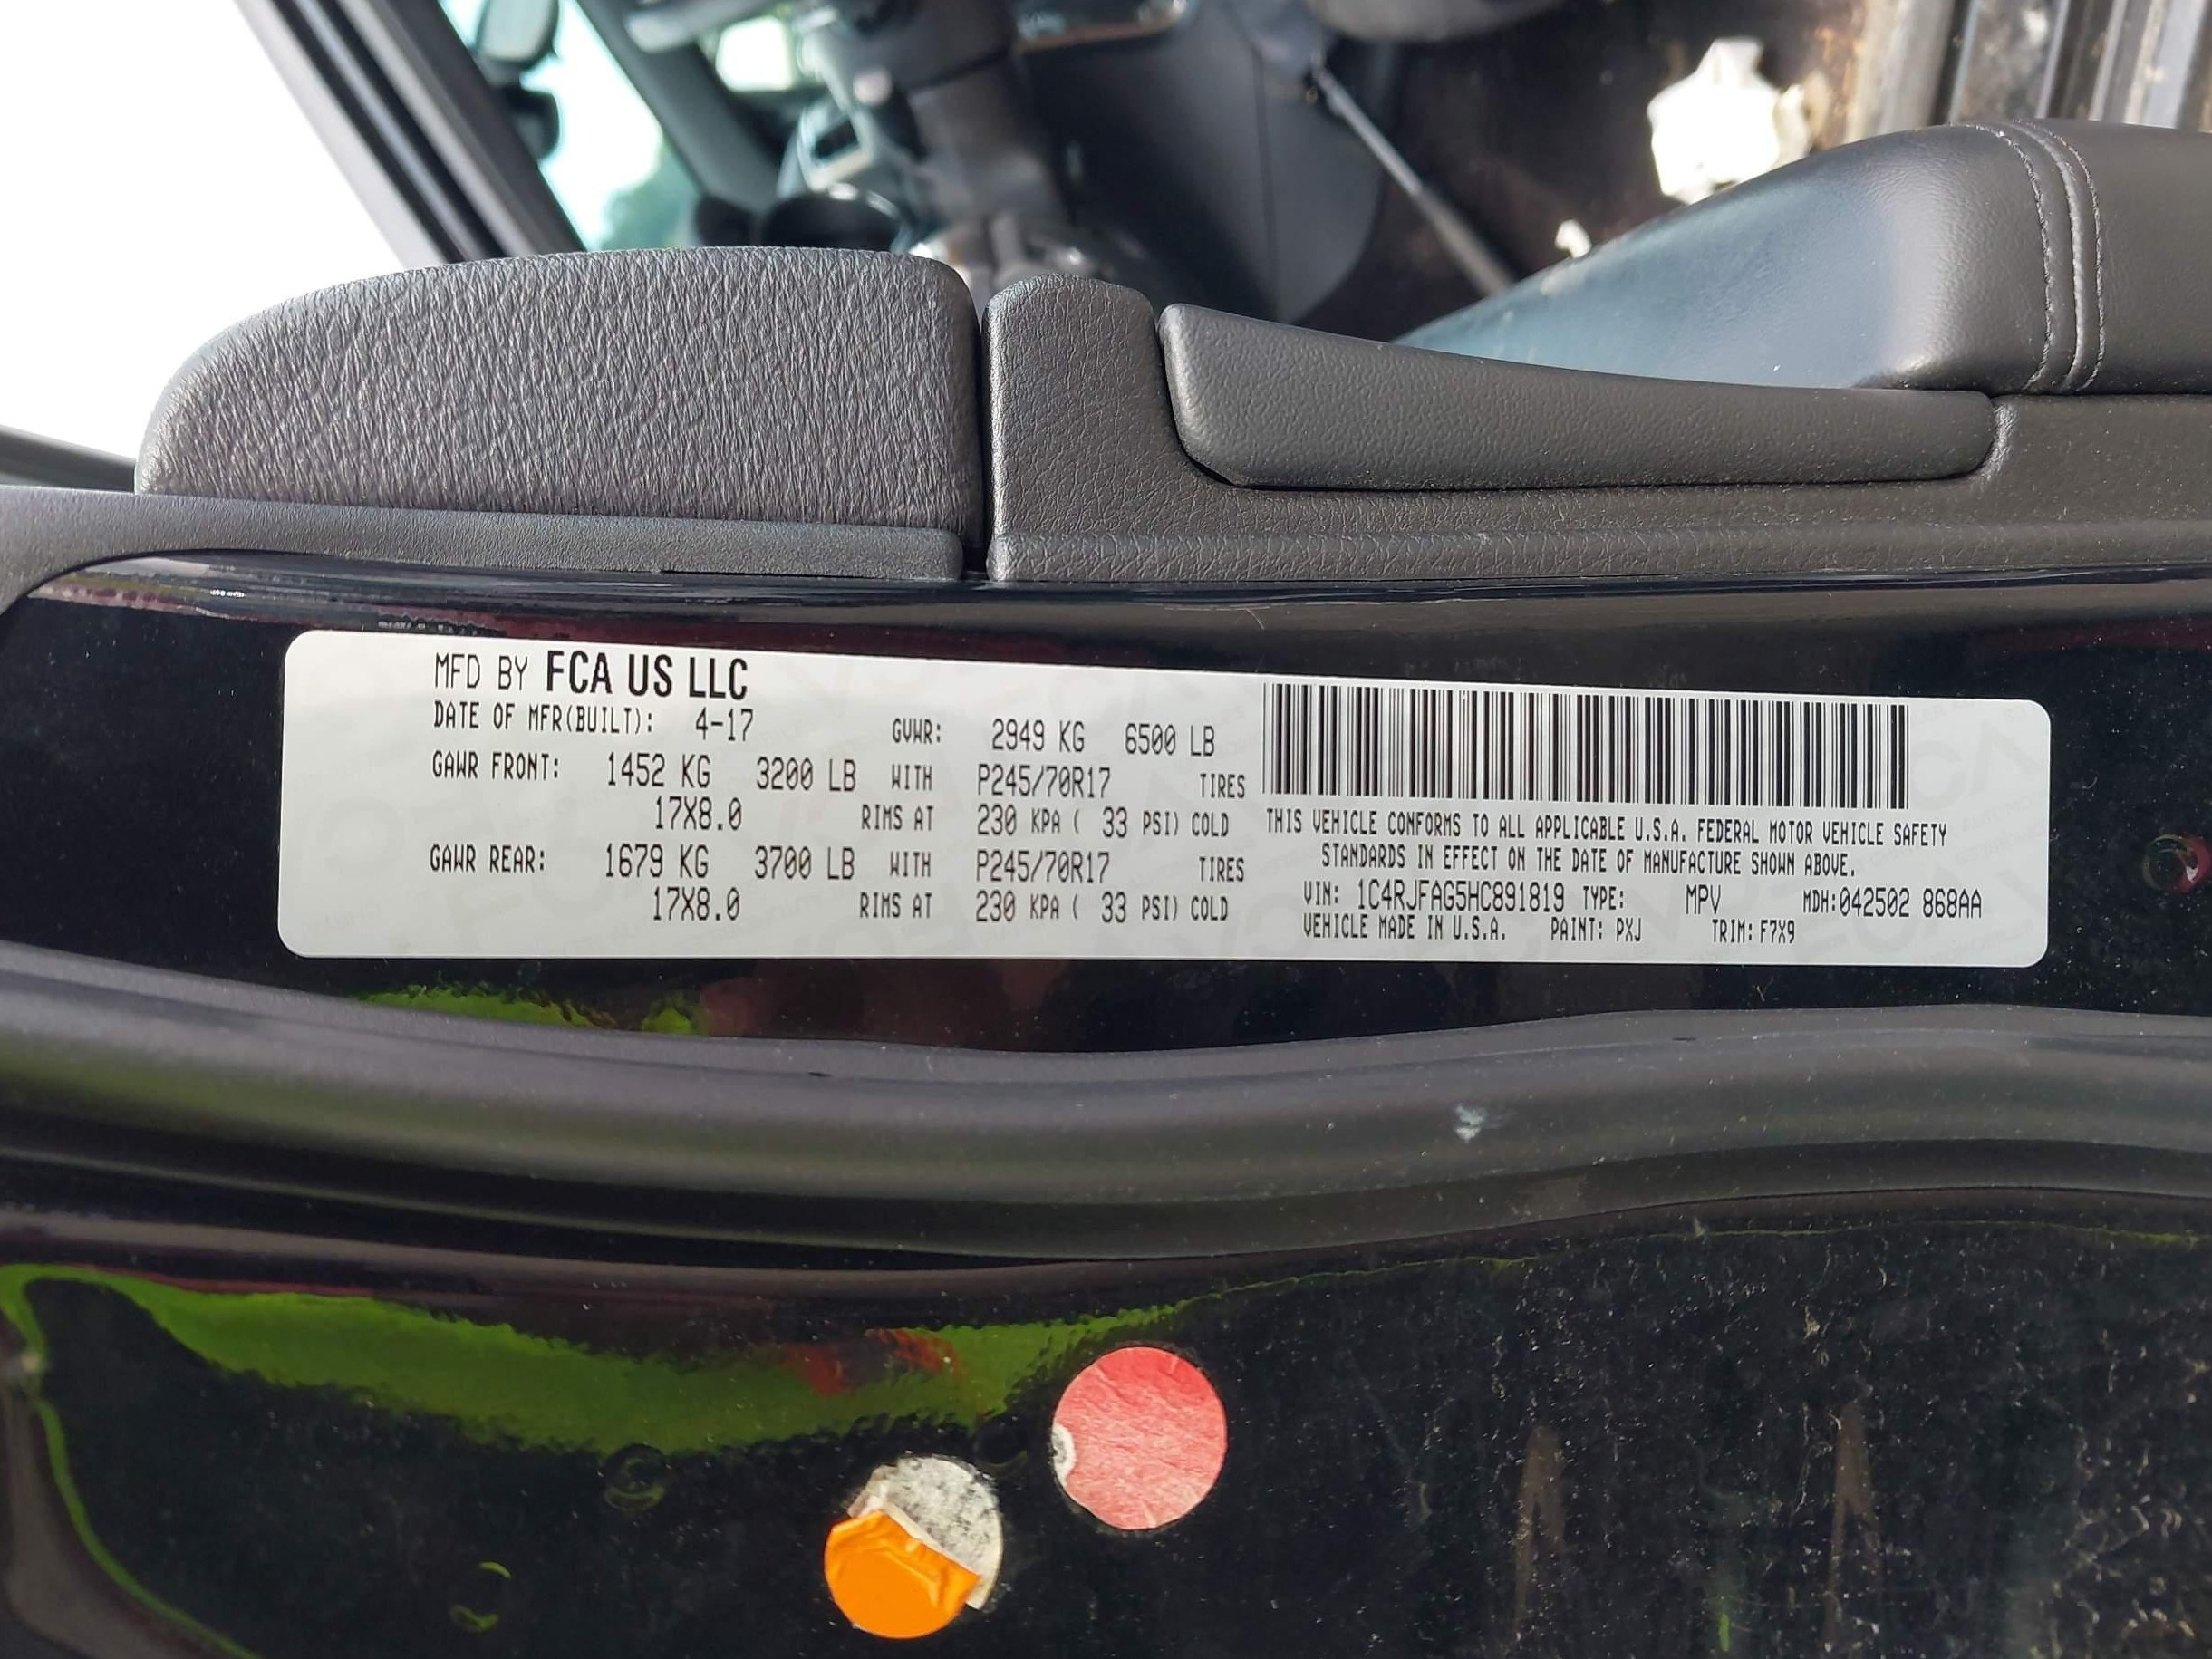 MFD BY FCA US LLC
DATE OF MFR(BUILT): 4-17 GVWR: 2949 KG 6500 LB
GAWR FRONT: 1452 KG 3200 LB WITH P245/70R17 TIRES
17X8.0 RIMS AT 230 KPA ( 33 PSI) COLD
GAWR REAR: 1679 KG 3700 LB WITH P245/70R17 TIRES
17X8.0 RIMS AT 230 KPA ( 33 PSI) COLD
THIS VEHICLE CONFORMS TO ALL APPLICABLE U.S.A. FEDERAL MOTOR VEHICLE SAFETY
STANDARDS IN EFFECT ON THE DATE OF MANUFACTURE SHOWN ABOVE.
VIN: 1C4RJFAG5HC891819 TYPE: MPV MDH:042502 868AA
VEHICLE MADE IN U.S.A. PAINT: PXJ TRIM: F7X9